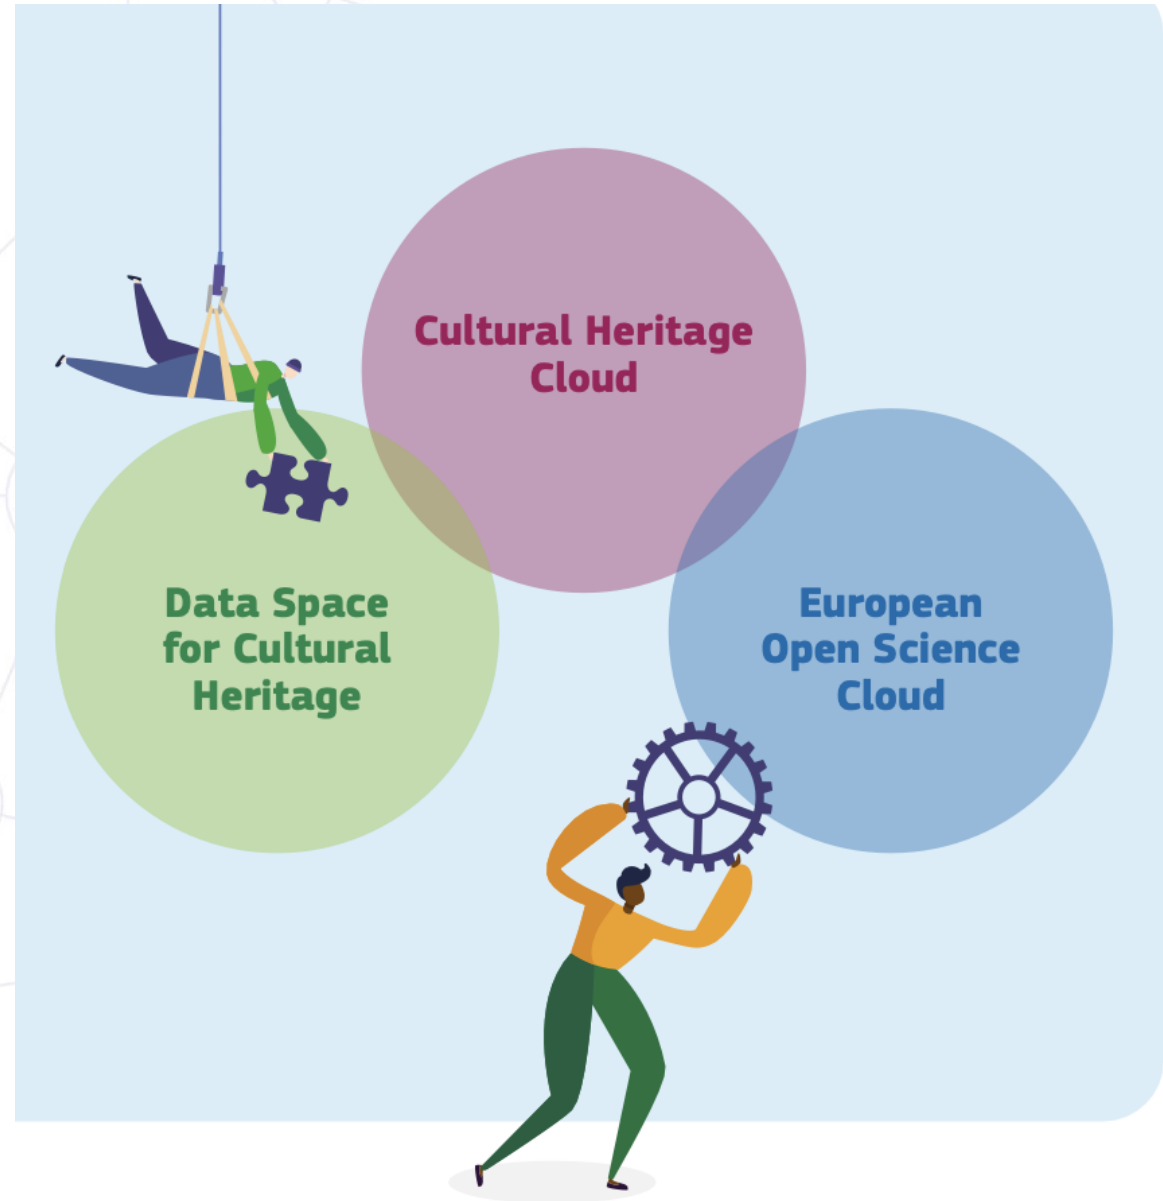 Cultural Heritage
Cloud
Data Space
for Cultural
Heritage
European
Open Science
Cloud